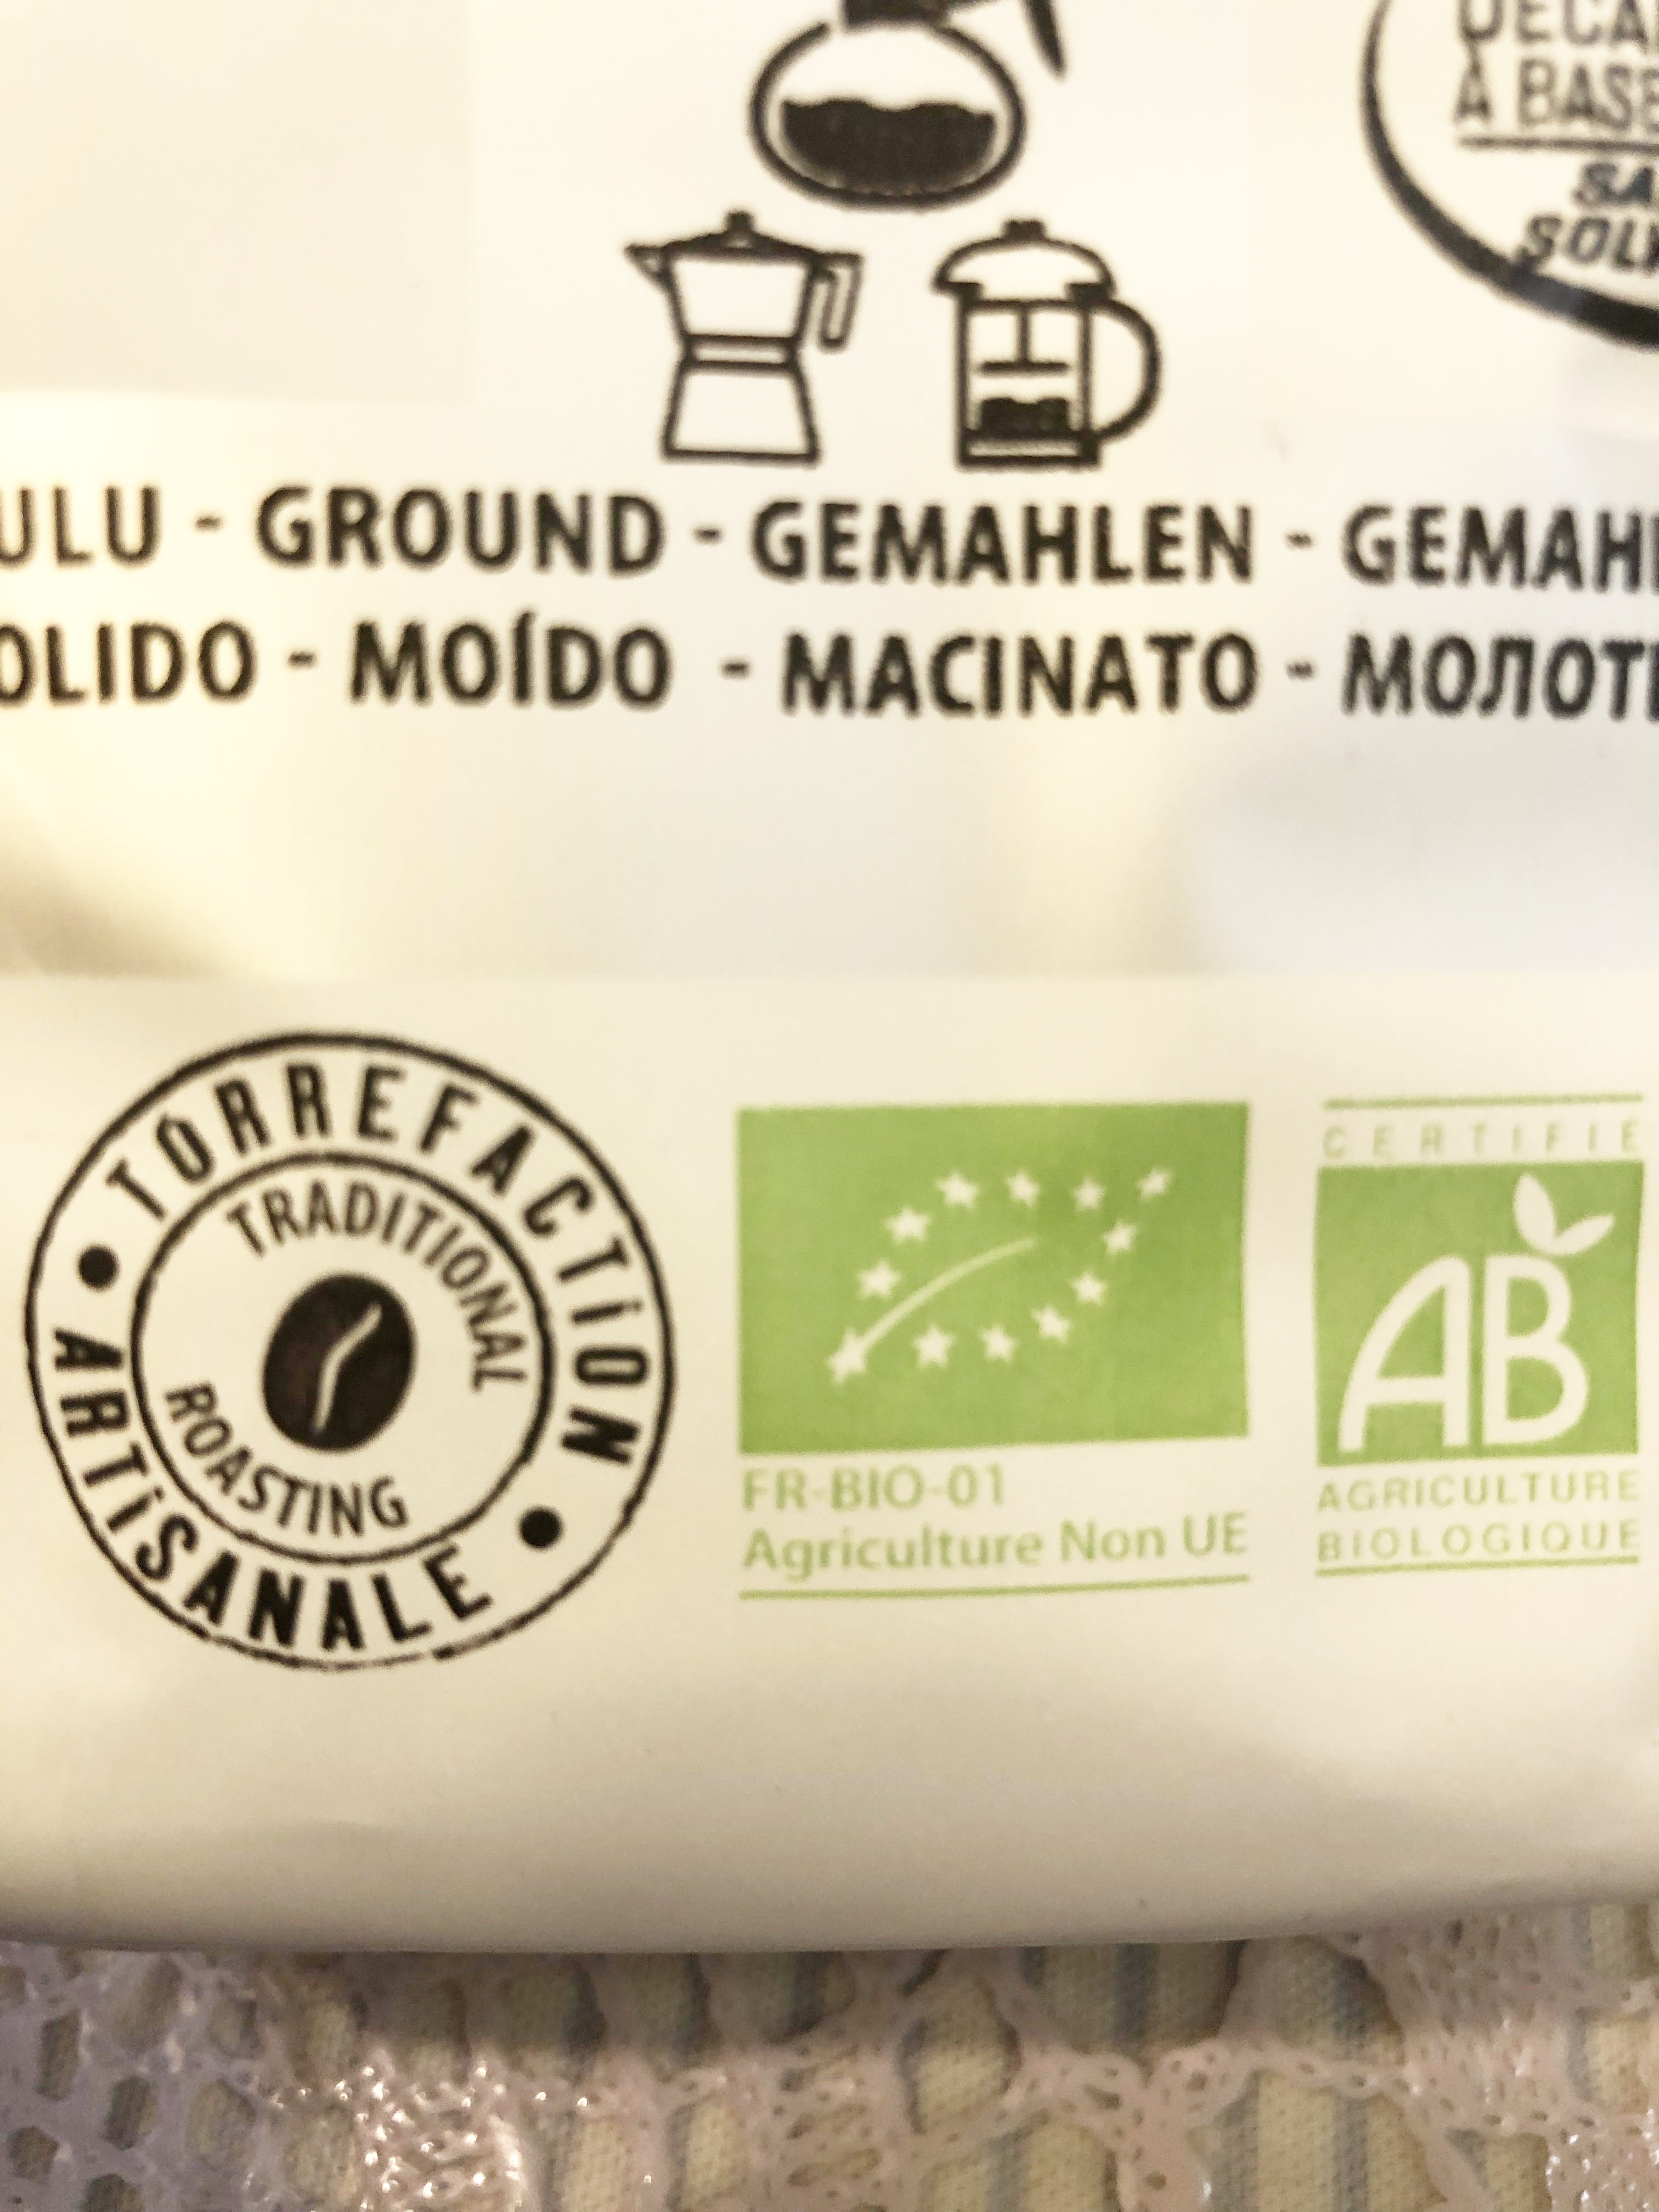 À BASE
ULU - GROUND - GEMAHLEN - GEMAH
OLIDO - MOÍDO - MACINATO - МОЛОТ
TORREFACTION
TRADITIONAL
ROASTING
ARTISANALE
FR-BIO-01
Agriculture Non UE
CERTIFIÉ
AB
AGRICULTURE
BIOLOGIQUE